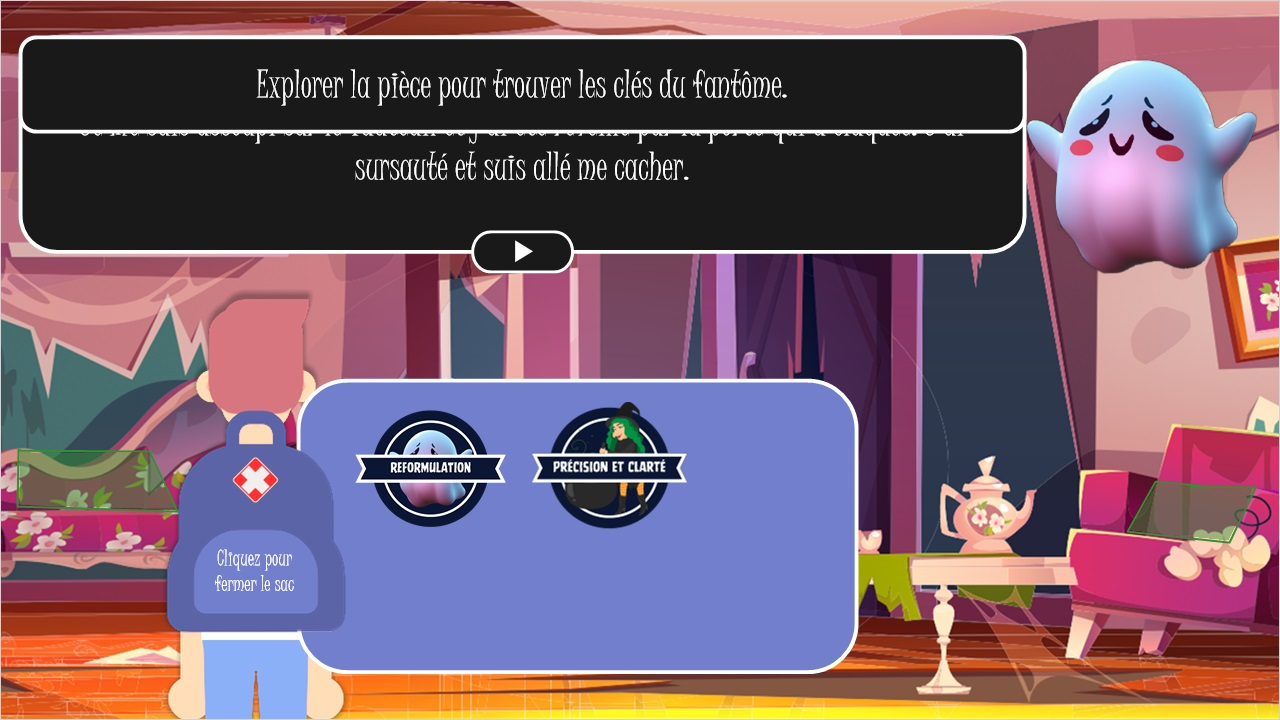 Explorer la pièce pour trouver les clés du fantôme.
sursauté et suis allé me cacher.
REFORMULATION
PRÉCISION ET CLARTÉ
Cliquez pour
fermer le sac